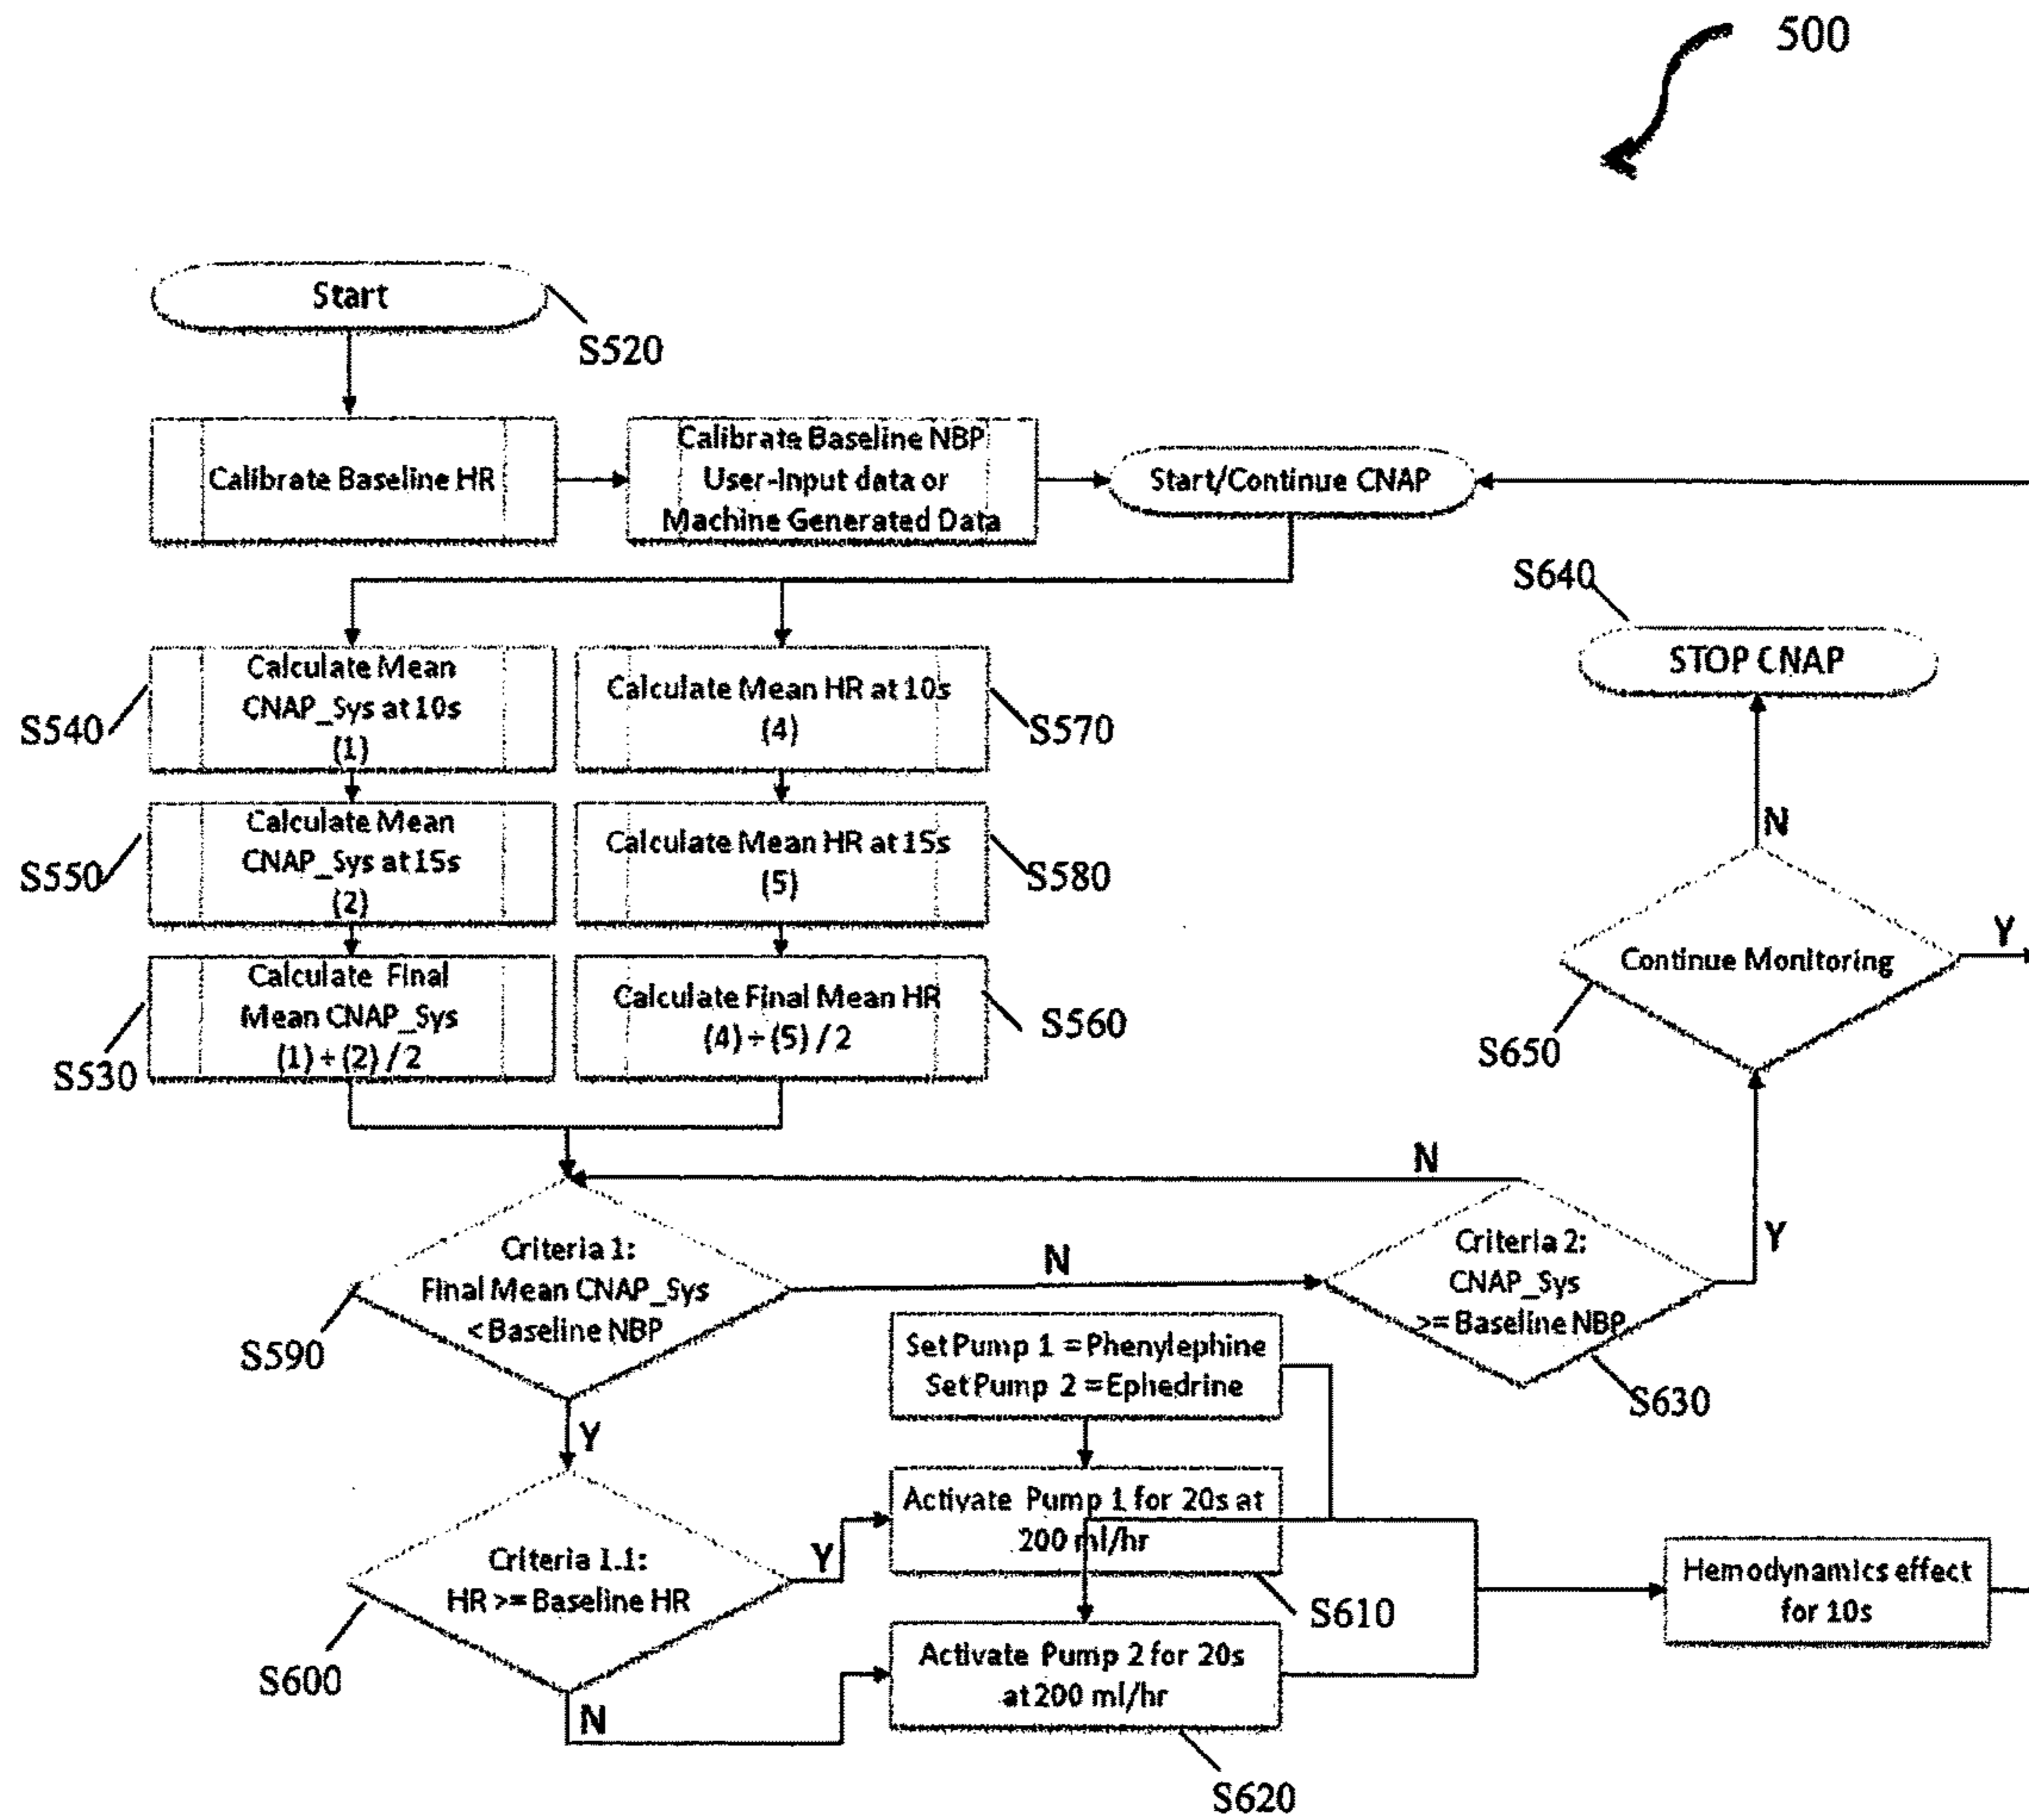 500
Start
S520
Calibrate Baseline HR
Calibrate Baseline NBP
User-Input data or
Machine Generated Data
Start/Continue CNAP
S640
STOP CNAP
Calculate Mean
CNAP_Sys at 10s
(1)
S540
Calculate Mean HR at 10s
(4)
S570
Calculate Mean
CNAP_Sys at 15s
(2)
S550
Calculate Mean HR at 15s
(5)
S580
N
Continue Monitoring
Y
S650
Calculate Final
Mean CNAP_Sys
(1) ÷ (2) / 2
S530
Calculate Final Mean HR
(4) ÷ (5) / 2
S560
N
Criteria 1:
Final Mean CNAP_Sys
< Baseline NBP
S590
N
Criteria 2:
CNAP_Sys
>= Baseline NBP
Y
S630
Set Pump 1 = Phenylephine
Set Pump 2 = Ephedrine
Y
Criteria 1.1:
HR >= Baseline HR
S600
Y
Activate Pump 1 for 20s at
200 ml/hr
S610
N
Activate Pump 2 for 20s
at 200 ml/hr
S620
Hemodynamics effect
for 10s